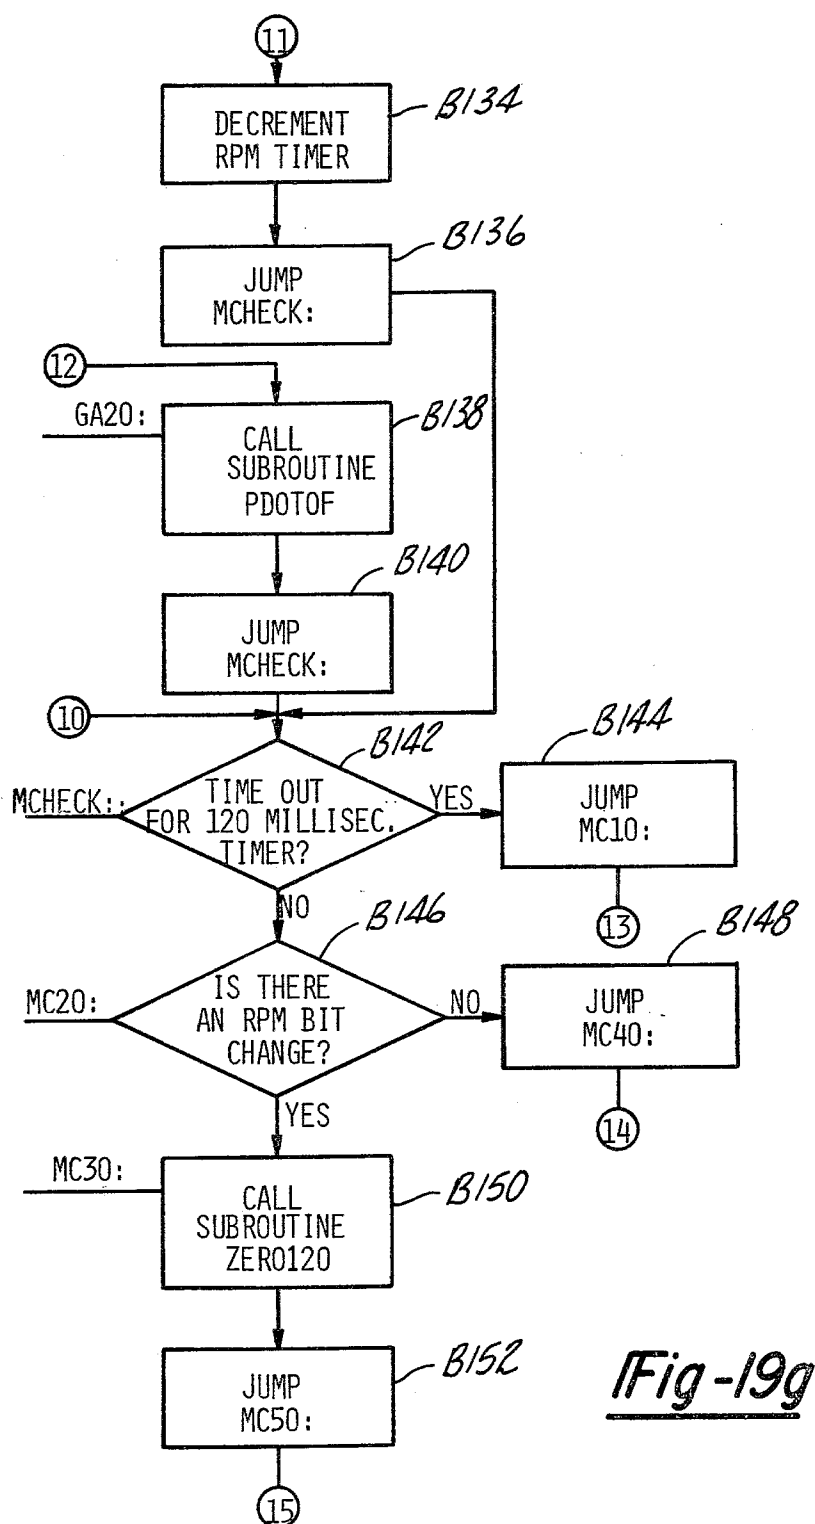 11
DECREMENT
RPM TIMER
B134
JUMP
MCHECK:
B136
12
GA20:
CALL
SUBROUTINE
PDOTOF
B138
JUMP
MCHECK:
B140
10
MCHECK:
TIME OUT
FOR 120 MILLISEC.
TIMER?
B142
YES
JUMP
MC10:
B144
13
NO
MC20:
IS THERE
AN RPM BIT
CHANGE?
B146
NO
JUMP
MC40:
B148
14
YES
MC30:
CALL
SUBROUTINE
ZERO120
B150
JUMP
MC50:
B152
15
Fig-19g